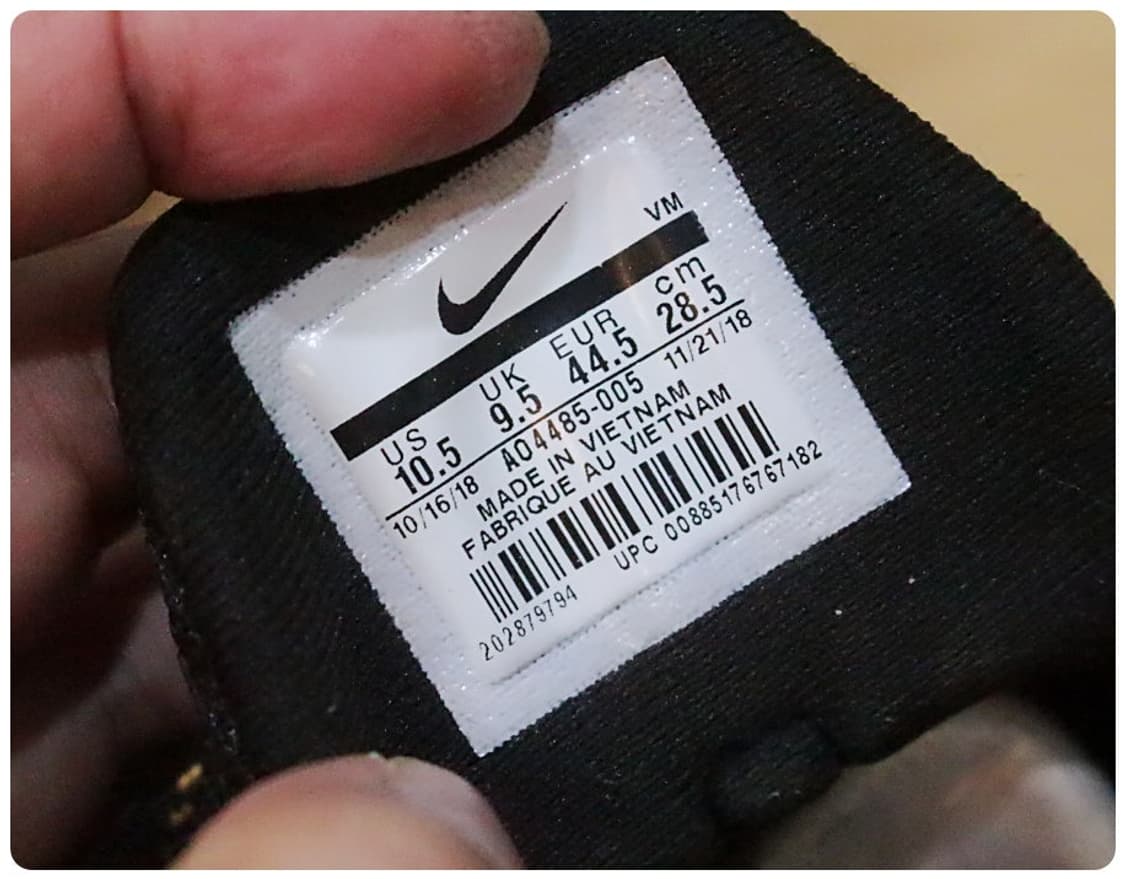 VM
US UK EUR cm
10.5 9.5 44.5 28.5
10/16/18 AO4485-005 11/21/18
MADE IN VIETNAM
FABRIQUE AU VIETNAM
202879794 UPC 00885176767182